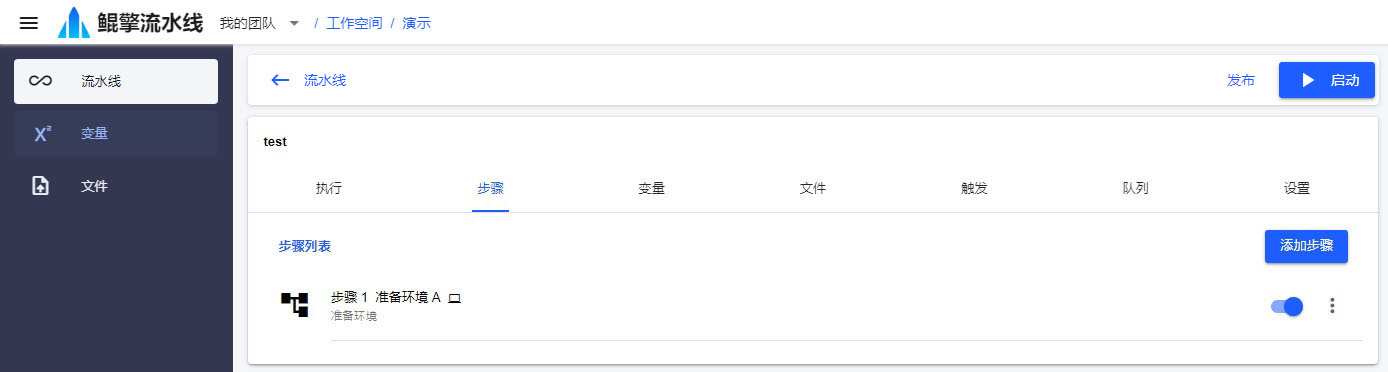 鲲擎流水线 我的团队 / 工作空间 / 演示
流水线
变量
文件
流水线 发布 启动
test
执行 步骤 变量 文件 触发 队列 设置
步骤列表 添加步骤
步骤 1 准备环境 A
准备环境